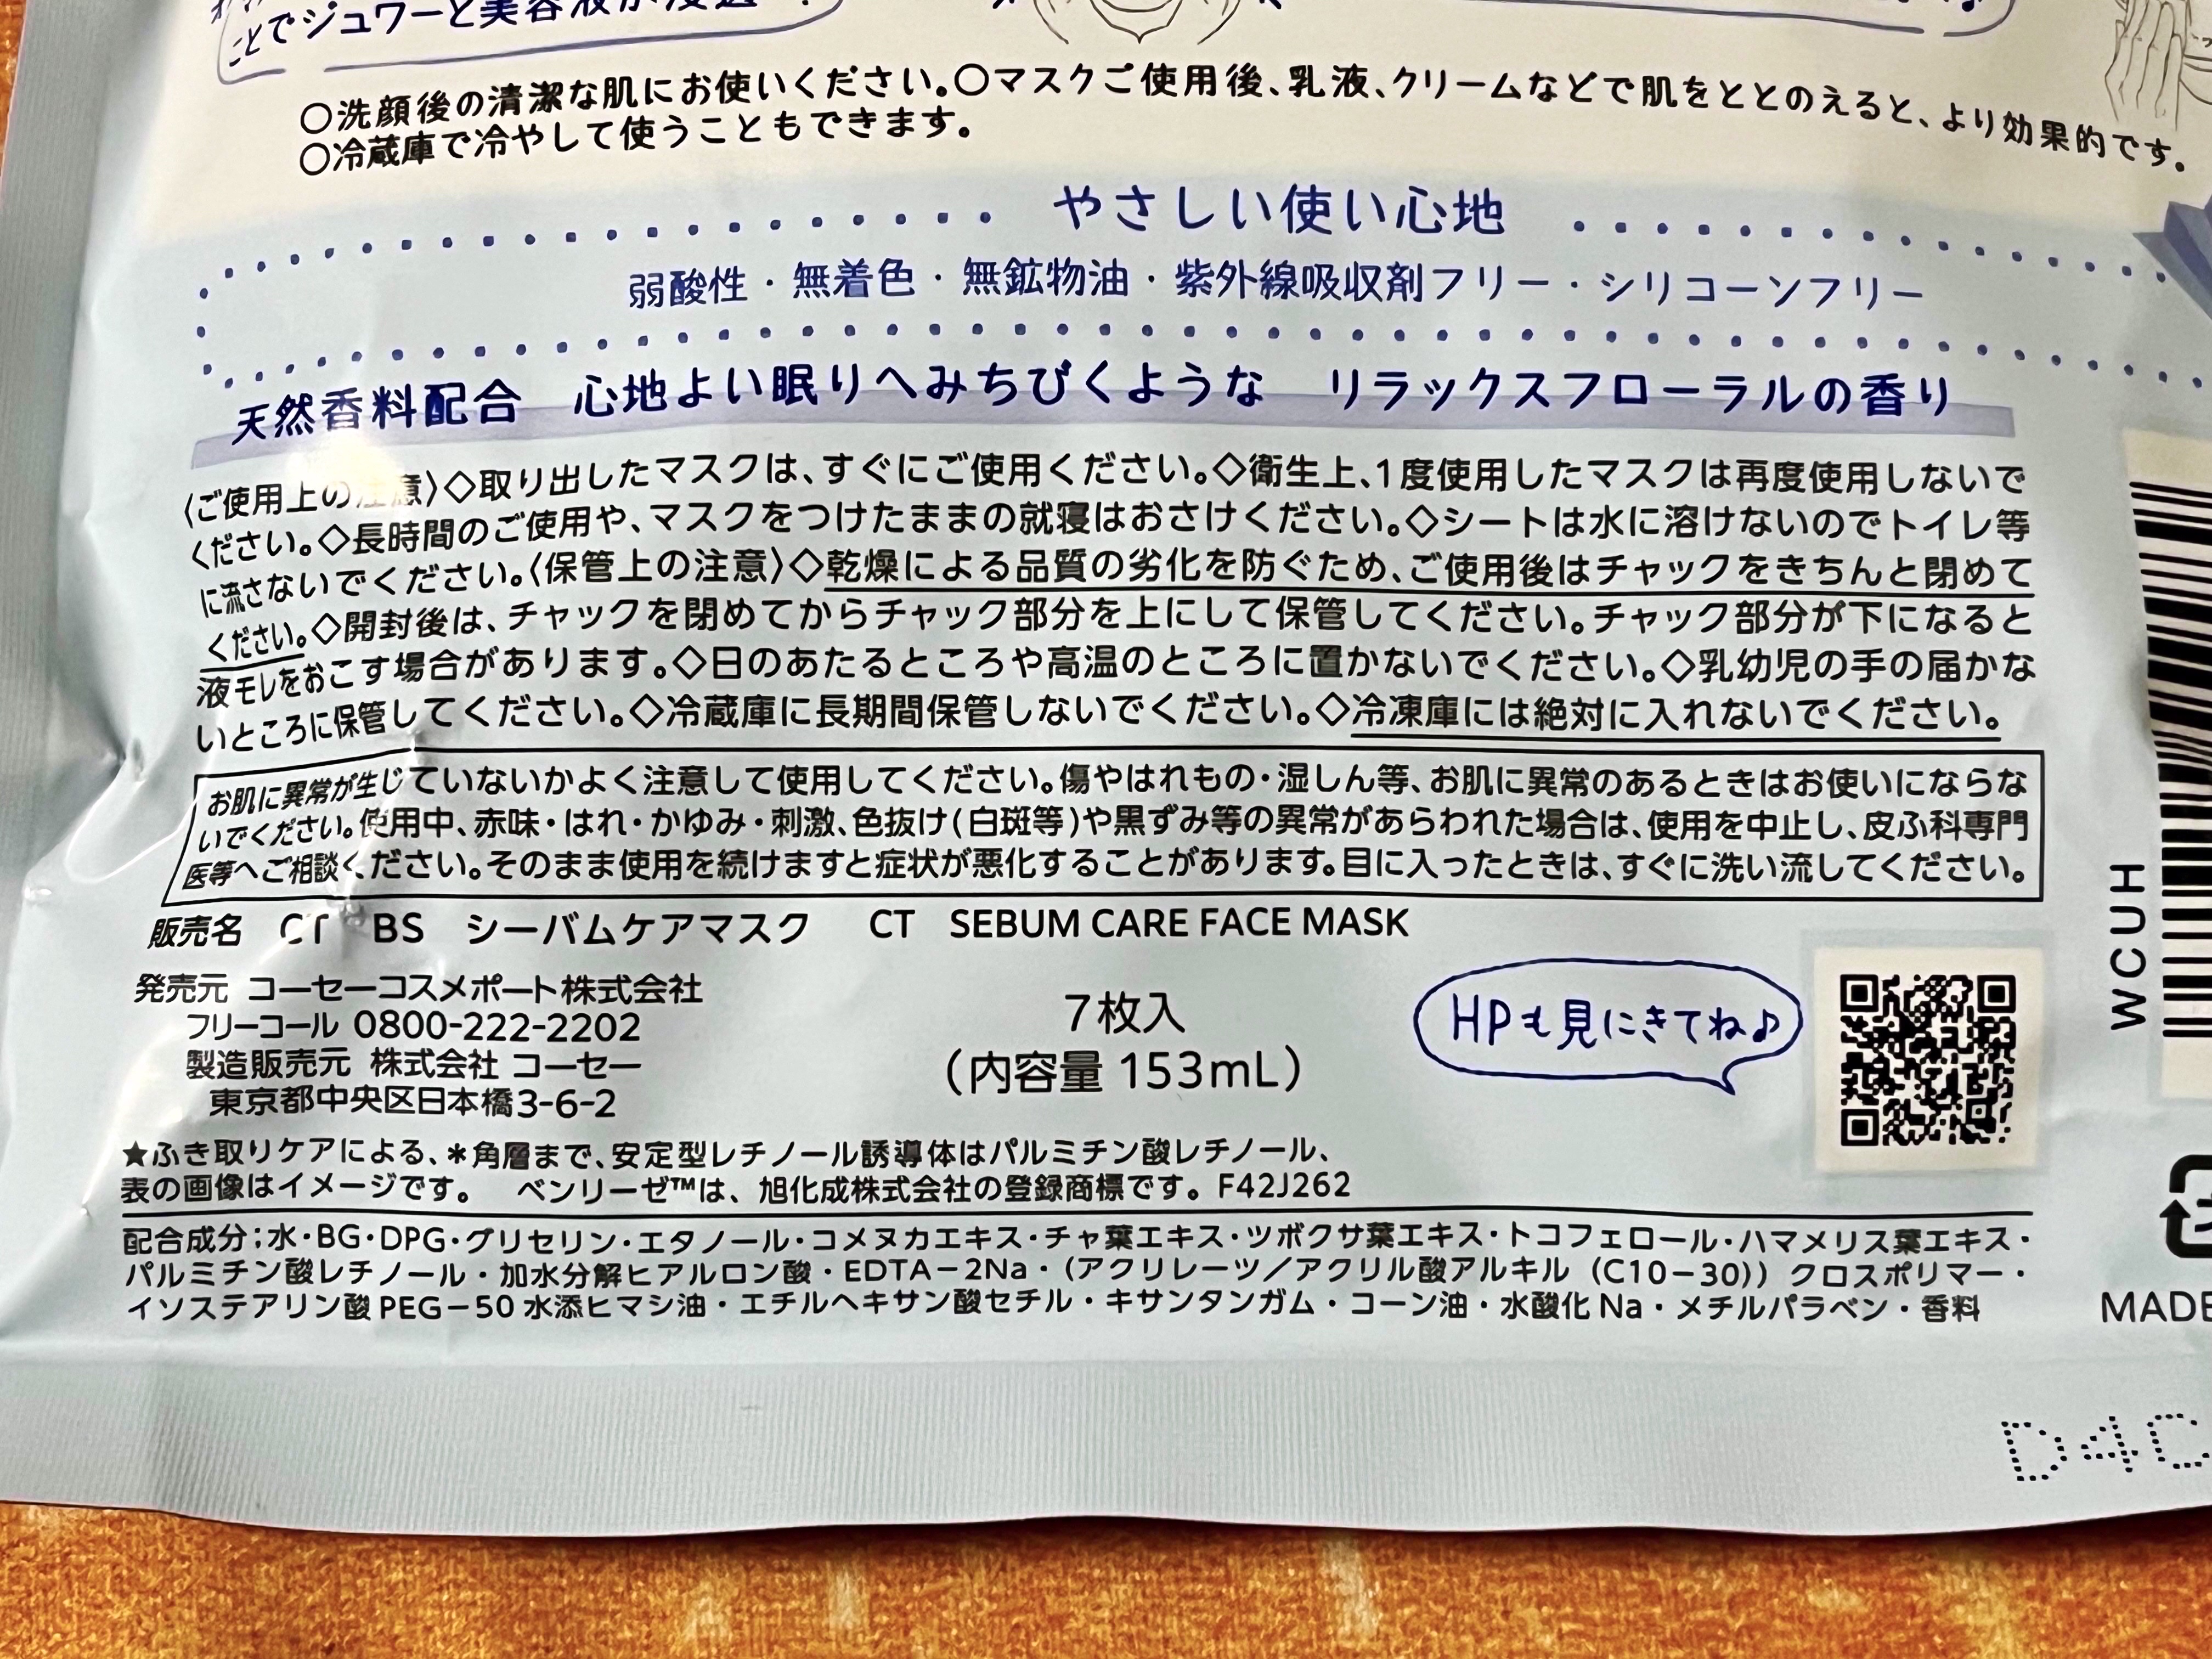 ことでジュワーと美容液が浸透
○洗顔後の清潔な肌にお使いください。○マスクご使用後、乳液、クリームなどで肌をととのえると、より効果的です。
○冷蔵庫で冷やして使うこともできます。
やさしい使い心地
弱酸性・無着色・無鉱物油・紫外線吸収剤フリー・シリコーンフリー
天然香料配合 心地よい眠りへみちびくような リラックスフローラルの香り
〈ご使用上の注意〉◇取り出したマスクは、すぐにご使用ください。◇衛生上、1度使用したマスクは再度使用しないで
ください。◇長時間のご使用や、マスクをつけたままの就寝はおさけください。◇シートは水に溶けないのでトイレ等
に流さないでください。〈保管上の注意〉◇乾燥による品質の劣化を防ぐため、ご使用後はチャックをきちんと閉めて
ください。◇開封後は、チャックを閉めてからチャック部分を上にして保管してください。チャック部分が下になると
液モレをおこす場合があります。◇日のあたるところや高温のところに置かないでください。◇乳幼児の手の届かな
いところに保管してください。◇冷蔵庫に長期間保管しないでください。◇冷凍庫には絶対に入れないでください。
お肌に異常が生じていないかよく注意して使用してください。傷やはれもの・湿しん等、お肌に異常のあるときはお使いにならな
いでください。使用中、赤味・はれ・かゆみ・刺激、色抜け(白斑等)や黒ずみ等の異常があらわれた場合は、使用を中止し、皮ふ科専門
医等へご相談ください。そのまま使用を続けますと症状が悪化することがあります。目に入ったときは、すぐに洗い流してください。
販売名 CT BS シーバムケアマスク CT SEBUM CARE FACE MASK
発売元 コーセーコスメポート株式会社
フリーコール 0800-222-2202
製造販売元 株式会社 コーセー
東京都中央区日本橋3-6-2
7枚入
(内容量 153mL)
HPも見にきてね♪
WCUH
★ふき取りケアによる、*角層まで、安定型レチノール誘導体はパルミチン酸レチノール、
表の画像はイメージです。 ベンリーゼ™は、旭化成株式会社の登録商標です。F42J262
配合成分;水・BG・DPG・グリセリン・エタノール・コメヌカエキス・チャ葉エキス・ツボクサ葉エキス・トコフェロール・ハマメリス葉エキス・
パルミチン酸レチノール・加水分解ヒアルロン酸・EDTA-2Na・(アクリレーツ/アクリル酸アルキル(C10-30))クロスポリマー・
イソステアリン酸PEG-50水添ヒマシ油・エチルヘキサン酸セチル・キサンタンガム・コーン油・水酸化Na・メチルパラベン・香料
MADE
D4C